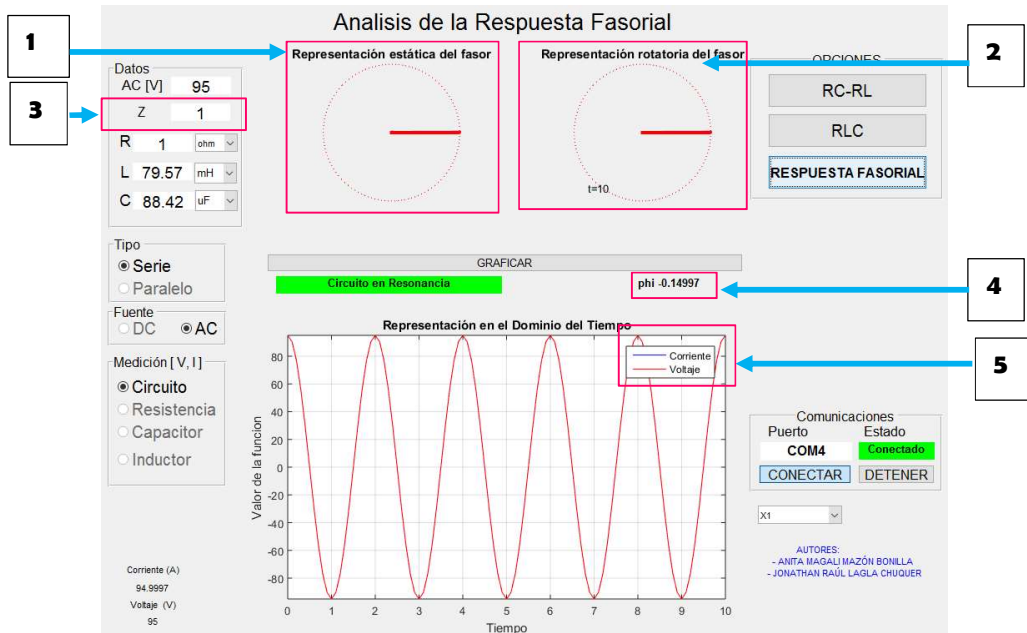 Analisis de la Respuesta Fasorial
1
2
3
4
5
Datos
AC [V] 95
Z 1
R 1 ohm
L 79.57 mH
C 88.42 uF
Representación estática del fasor
Representación rotatoria del fasor
t=10
OPCIONES
RC-RL
RLC
RESPUESTA FASORIAL
Tipo
Serie
Paralelo
Fuente
DC AC
Medición [ V, I ]
Circuito
Resistencia
Capacitor
Inductor
GRAFICAR
Circuito en Resonancia
phi -0.14997
Representación en el Dominio del Tiempo
Corriente
Voltaje
Valor de la funcion
80
60
40
20
0
-20
-40
-60
-80
0 1 2 3 4 5 6 7 8 9 10
Tiempo
Comunicaciones
Puerto Estado
COM4 Conectado
CONECTAR DETENER
X1
AUTORES:
- ANITA MAGALI MAZÓN BONILLA
- JONATHAN RAÚL LAGLA CHUQUER
Corriente (A)
94.9997
Voltaje (V)
95